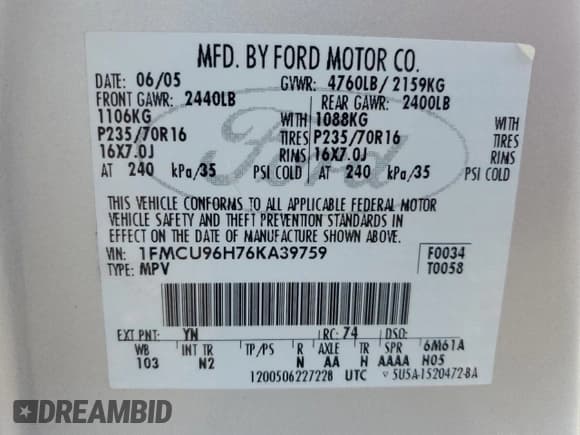 MFD. BY FORD MOTOR CO.
DATE: 06/05 GVWR: 4760LB/ 2159KG
FRONT GAWR: 2440LB REAR GAWR: 2400LB
1106KG WITH 1088KG WITH
P235/70R16 TIRES P235/70R16 TIRES
16X7.0J RIMS 16X7.0J RIMS
AT 240 kPa/35 PSI COLD AT 240 kPa/35 PSI COLD
Ford
THIS VEHICLE CONFORMS TO ALL APPLICABLE FEDERAL MOTOR
VEHICLE SAFETY AND THEFT PREVENTION STANDARDS IN
EFFECT ON THE DATE OF MANUFACTURE SHOWN ABOVE.
VIN: 1FMCU96H76KA39759 F0034
TYPE: MPV T0058
EXT PNT: YN RC: 74 DSO:
WB INT TR TP/PS R AXLE TR SPR 6M61A
103 N2 N AA H AAAA H05
1200506227228 UTC 5U5A-1520472-BA
DREAMBID